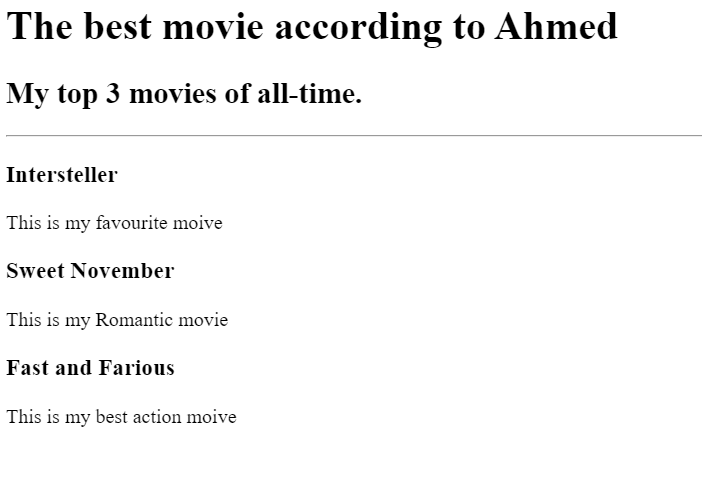 The best movie according to Ahmed
My top 3 movies of all-time.
Intersteller
This is my favourite moive
Sweet November
This is my Romantic movie
Fast and Farious
This is my best action moive